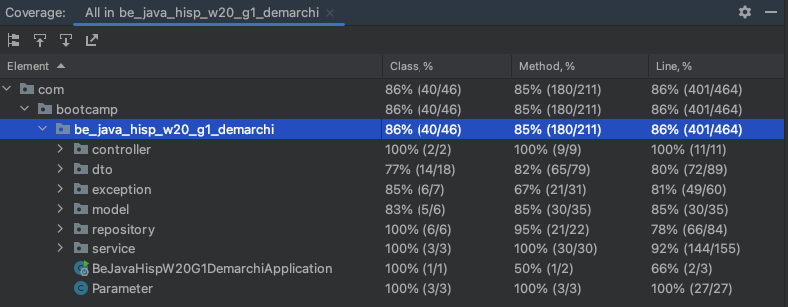 Coverage: All in be_java_hisp_w20_g1_demarchi
Element Class, % Method, % Line, %
com 86% (40/46) 85% (180/211) 86% (401/464)
bootcamp 86% (40/46) 85% (180/211) 86% (401/464)
be_java_hisp_w20_g1_demarchi 86% (40/46) 85% (180/211) 86% (401/464)
controller 100% (2/2) 100% (9/9) 100% (11/11)
dto 77% (14/18) 82% (65/79) 80% (72/89)
exception 85% (6/7) 67% (21/31) 81% (49/60)
model 83% (5/6) 85% (30/35) 85% (30/35)
repository 100% (6/6) 95% (21/22) 78% (66/84)
service 100% (3/3) 100% (30/30) 92% (144/155)
BeJavaHispW20G1DemarchiApplication 100% (1/1) 50% (1/2) 66% (2/3)
Parameter 100% (3/3) 100% (3/3) 100% (27/27)